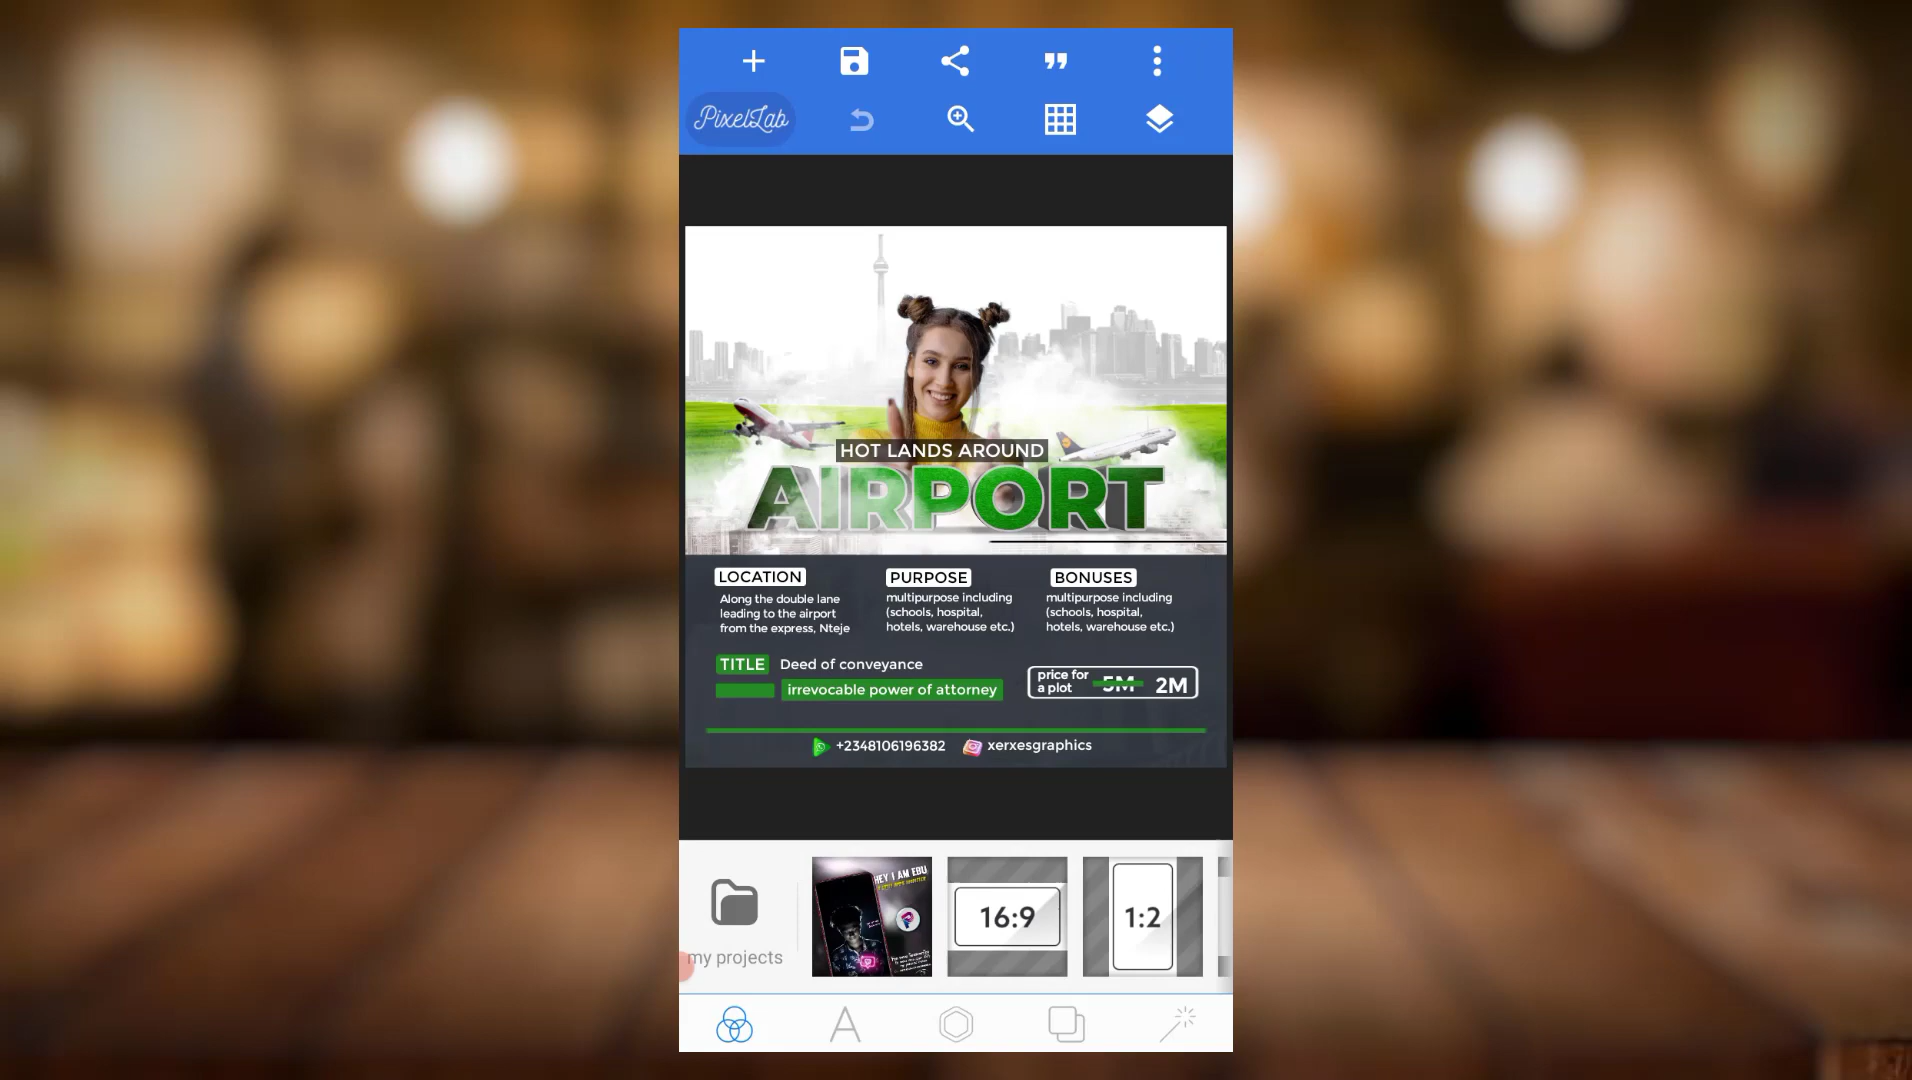 PixelLab
HOT LANDS AROUND
AIRPORT
LOCATION
Along the double lane
leading to the airport
from the express, Nteje
PURPOSE
multipurpose including
(schools, hospital,
hotels, warehouse etc.)
BONUSES
multipurpose including
(schools, hospital,
hotels, warehouse etc.)
TITLE Deed of conveyance
irrevocable power of attorney
price for
a plot
5M 2M
+2348106196382 xerxesgraphics
my projects
HEY I AM EBU
16:9
1:2